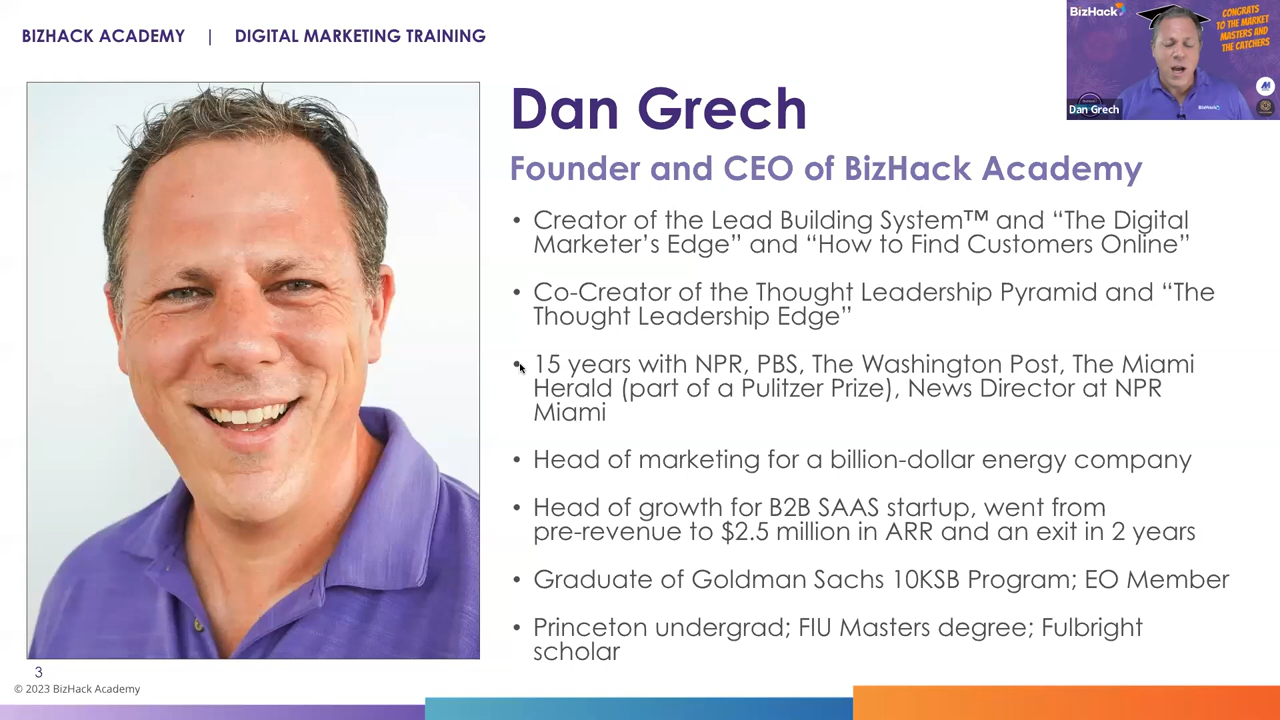 BIZHACK ACADEMY | DIGITAL MARKETING TRAINING
BizHack
CONGRATS
TO THE MARKET
MASTERS AND
THE CATCHERS
BizHack
Dan Grech
Dan Grech
Founder and CEO of BizHack Academy
• Creator of the Lead Building System™ and “The Digital
Marketer’s Edge” and “How to Find Customers Online”
• Co-Creator of the Thought Leadership Pyramid and “The
Thought Leadership Edge”
• 15 years with NPR, PBS, The Washington Post, The Miami
Herald (part of a Pulitzer Prize), News Director at NPR
Miami
• Head of marketing for a billion-dollar energy company
• Head of growth for B2B SAAS startup, went from
pre-revenue to $2.5 million in ARR and an exit in 2 years
• Graduate of Goldman Sachs 10KSB Program; EO Member
• Princeton undergrad; FIU Masters degree; Fulbright
scholar
3
© 2023 BizHack Academy